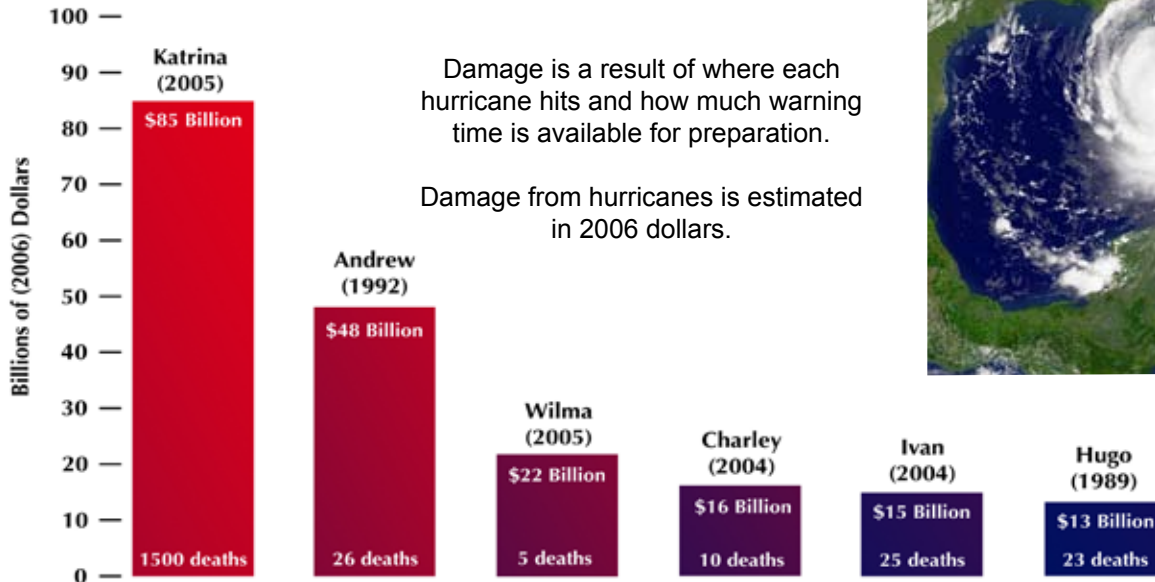 Billions of (2006) Dollars
100
90
80
70
60
50
40
30
20
10
0
Damage is a result of where each
hurricane hits and how much warning
time is available for preparation.
Damage from hurricanes is estimated
in 2006 dollars.
Katrina
(2005)
$85 Billion
1500 deaths
Andrew
(1992)
$48 Billion
26 deaths
Wilma
(2005)
$22 Billion
5 deaths
Charley
(2004)
$16 Billion
10 deaths
Ivan
(2004)
$15 Billion
25 deaths
Hugo
(1989)
$13 Billion
23 deaths